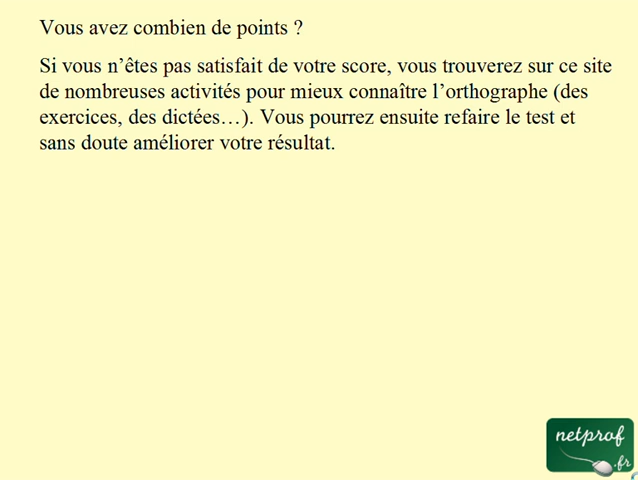 Vous avez combien de points ?
Si vous n’êtes pas satisfait de votre score, vous trouverez sur ce site
de nombreuses activités pour mieux connaître l’orthographe (des
exercices, des dictées…). Vous pourrez ensuite refaire le test et
sans doute améliorer votre résultat.
netprof
.fr